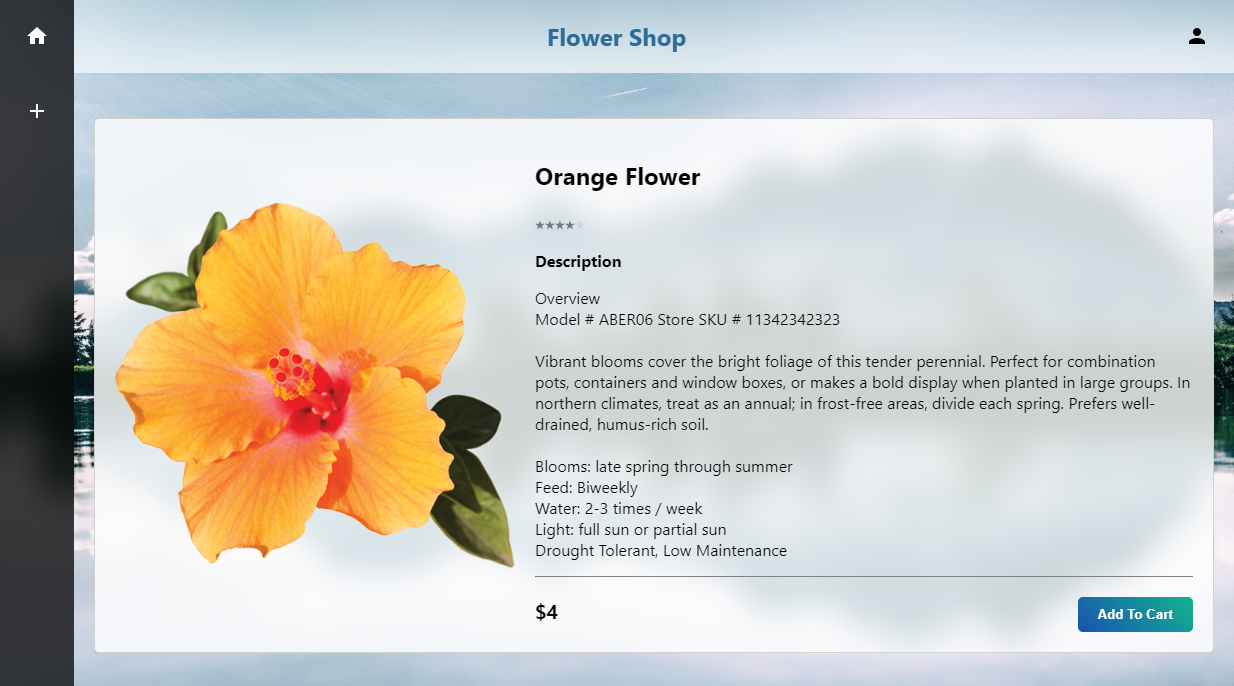 Flower Shop
Orange Flower
★★★★★
Description
Overview
Model # ABER06 Store SKU # 11342342323
Vibrant blooms cover the bright foliage of this tender perennial. Perfect for combination
pots, containers and window boxes, or makes a bold display when planted in large groups. In
northern climates, treat as an annual; in frost-free areas, divide each spring. Prefers well-
drained, humus-rich soil.
Blooms: late spring through summer
Feed: Biweekly
Water: 2-3 times / week
Light: full sun or partial sun
Drought Tolerant, Low Maintenance
$4
Add To Cart